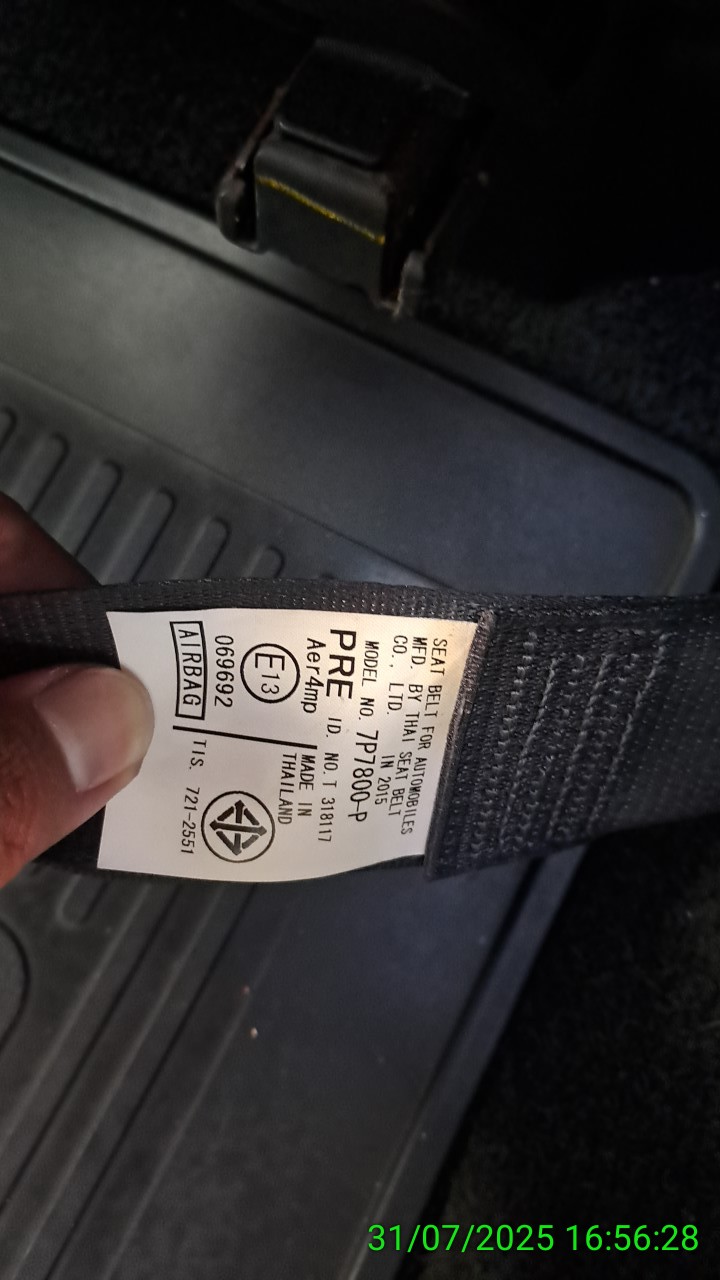 SEAT BELT FOR AUTOMOBILES
MFD. BY THAI SEAT BELT
CO., LTD. IN 2015
MODEL NO. 7P7800-P
PRE ID. NO. T 318117
Aer4mp
E13
MADE IN
THAILAND
069692
AIRBAG
TIS. 721-2551
31/07/2025 16:56:28